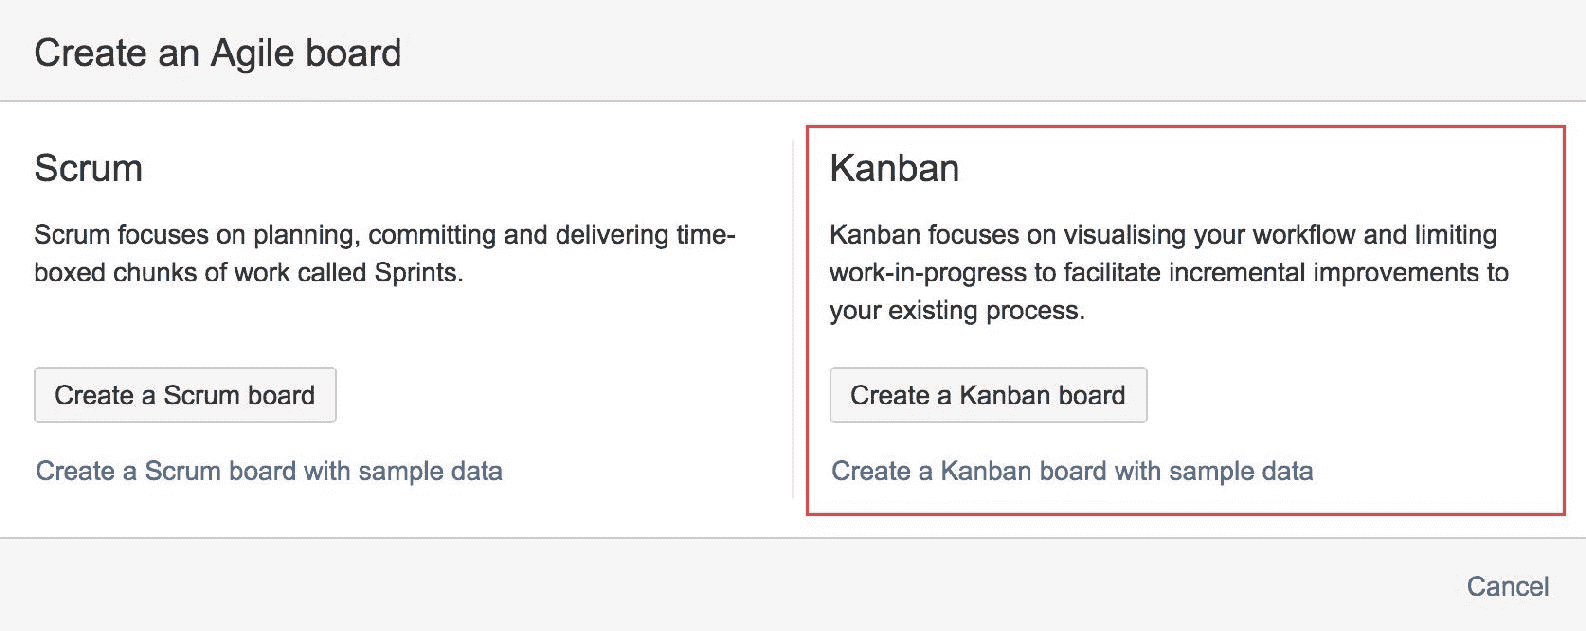 Create an Agile board
Scrum
Scrum focuses on planning, committing and delivering time-
boxed chunks of work called Sprints.
Create a Scrum board
Create a Scrum board with sample data
Kanban
Kanban focuses on visualising your workflow and limiting
work-in-progress to facilitate incremental improvements to
your existing process.
Create a Kanban board
Create a Kanban board with sample data
Cancel